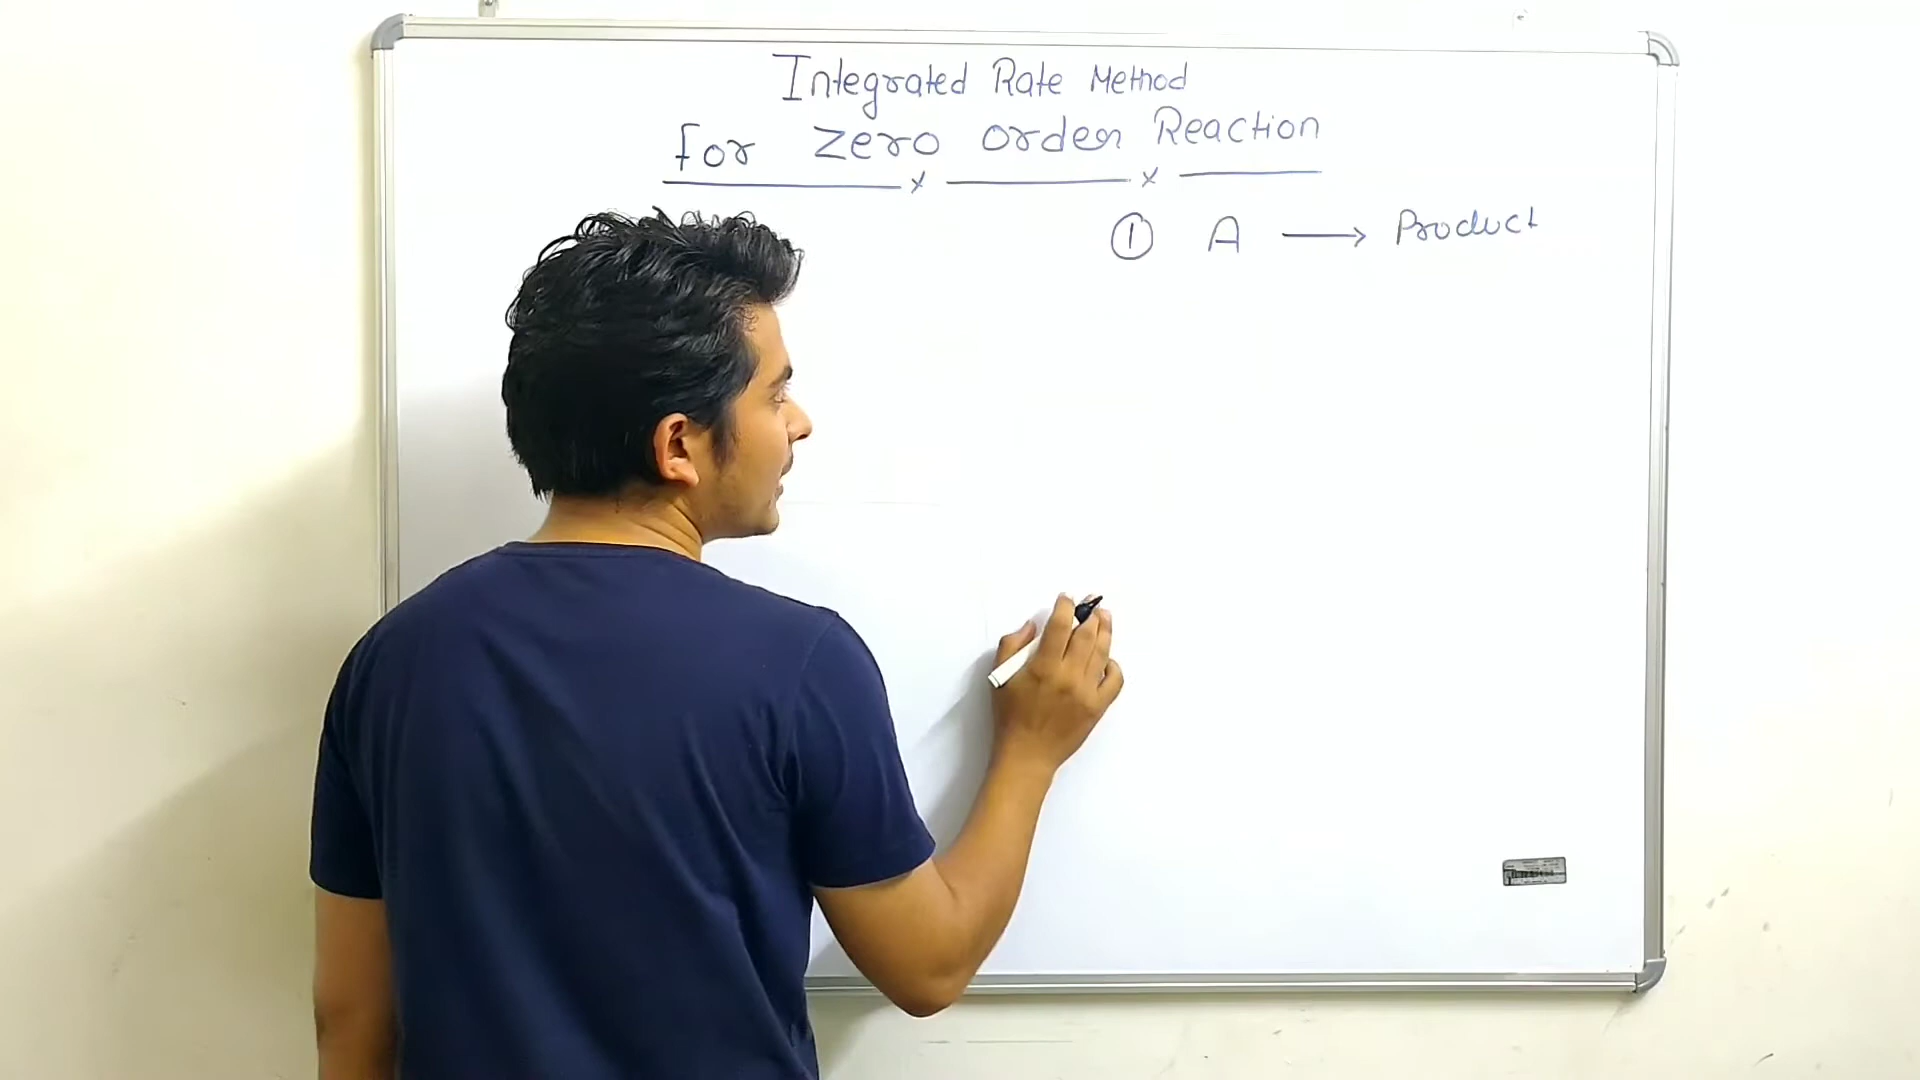 Integrated Rate Method
for zero order Reaction
① A ⟶ Product